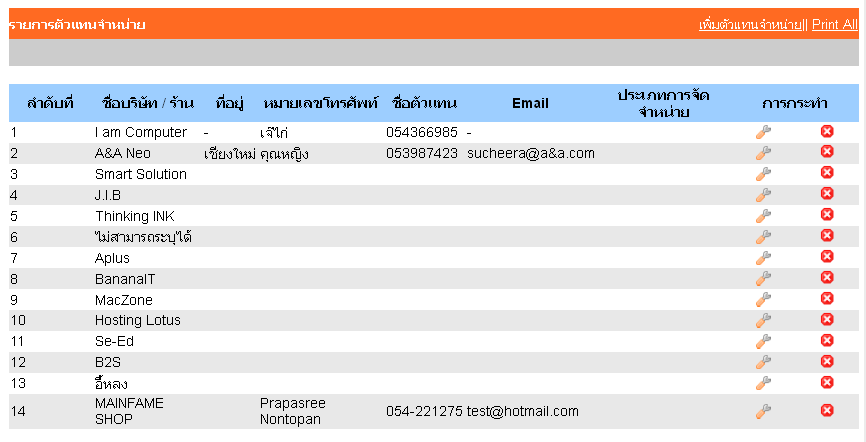 รายการตัวแทนจำหน่าย เพิ่มตัวแทนจำหน่าย|| Print All
ลำดับที่ ชื่อบริษัท / ร้าน ที่อยู่ หมายเลขโทรศัพท์ ชื่อตัวแทน Email ประเภทการจัด การกระทำ
จำหน่าย
1 I am Computer - เจ๊ไก่ 054366985 -
2 A&A Neo เชียงใหม่ คุณหญิง 053987423 sucheera@a&a.com
3 Smart Solution
4 J.I.B
5 Thinking INK
6 ไม่สามารถระบุได้
7 Aplus
8 BananaIT
9 MacZone
10 Hosting Lotus
11 Se-Ed
12 B2S
13 อี้หลง
14 MAINFAME Prapasree 054-221275 test@hotmail.com
SHOP Nontopan